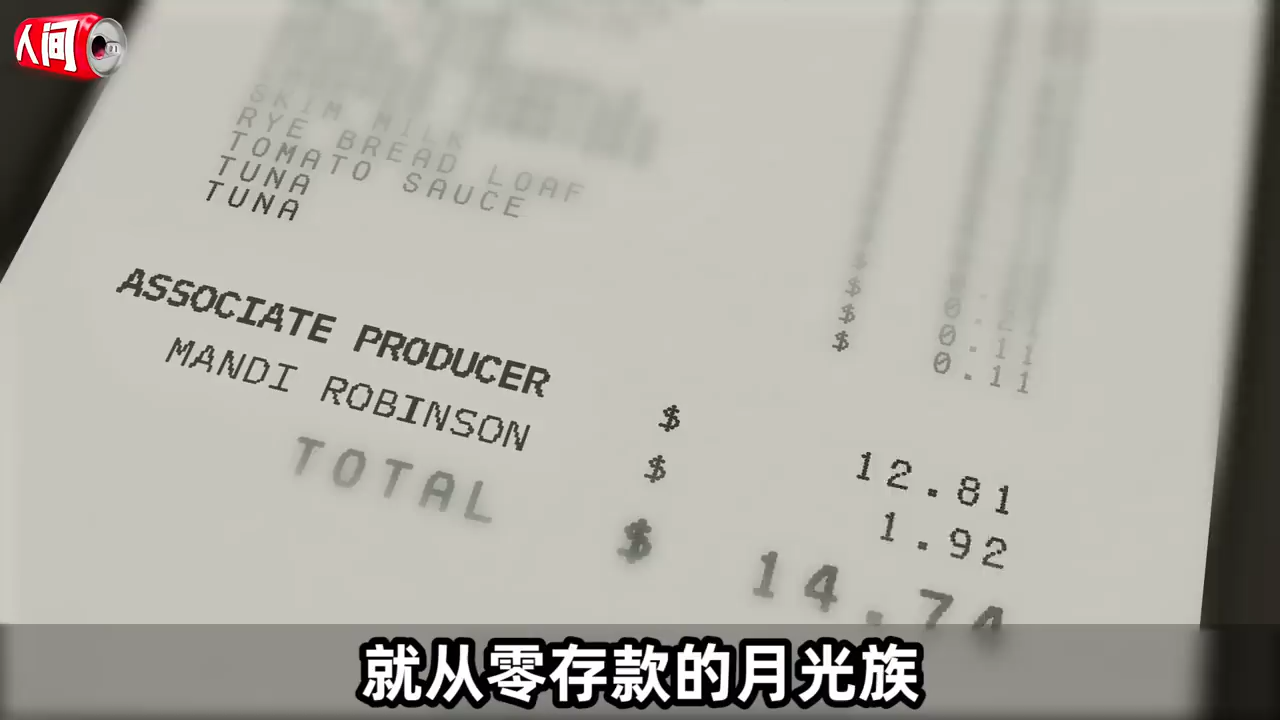 人间
SKIM MILK
RYE BREAD LOAF
TOMATO SAUCE
TUNA
TUNA
$ 0.11
$ 0.11
ASSOCIATE PRODUCER $ 12.81
MANDI ROBINSON $ 1.92
TOTAL $ 14.74
就从零存款的月光族